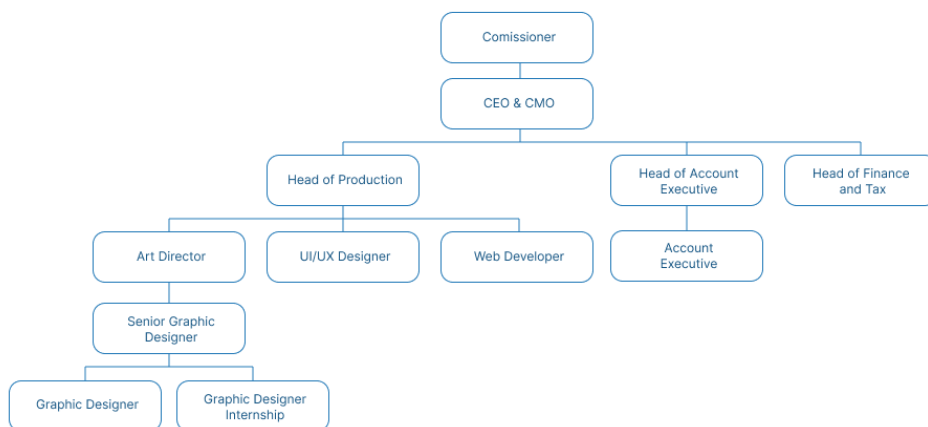 Comissioner
CEO & CMO
Head of Production
Head of Account
Executive
Head of Finance
and Tax
Art Director
UI/UX Designer
Web Developer
Account
Executive
Senior Graphic
Designer
Graphic Designer
Graphic Designer
Internship